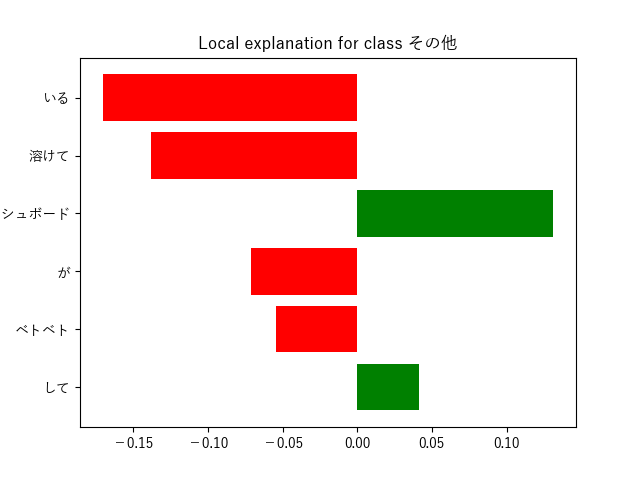 Local explanation for class その他
いる
溶けて
シュボード
が
ベトベト
して
−0.15 −0.10 −0.05 0.00 0.05 0.10